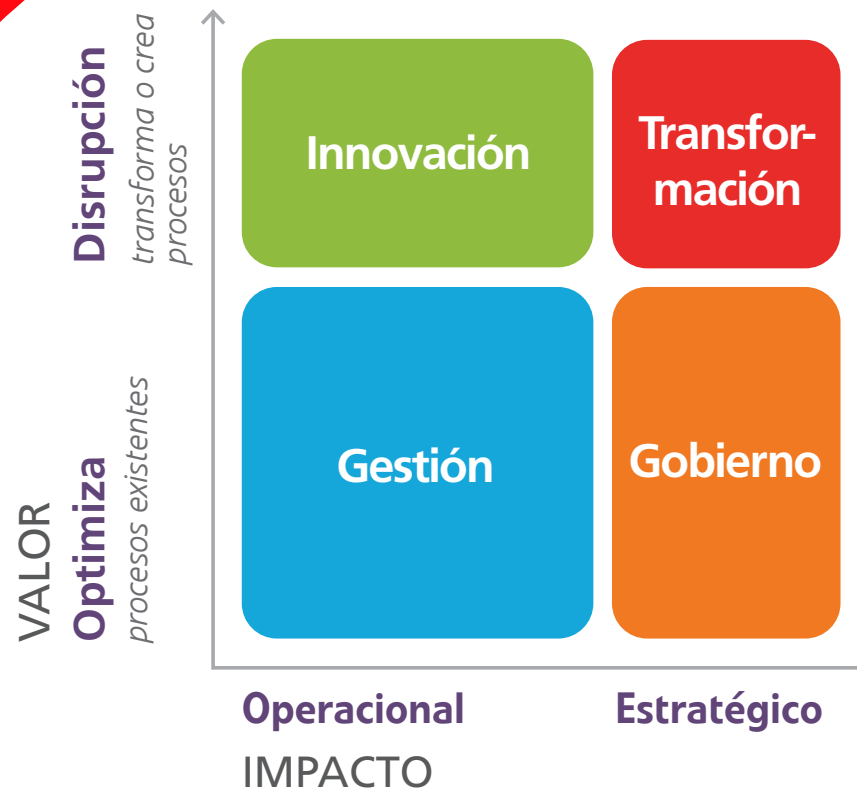 Disrupción
transforma o crea
procesos
Innovación
Transfor-
mación
VALOR
Optimiza
procesos existentes
Gestión
Gobierno
Operacional
Estratégico
IMPACTO